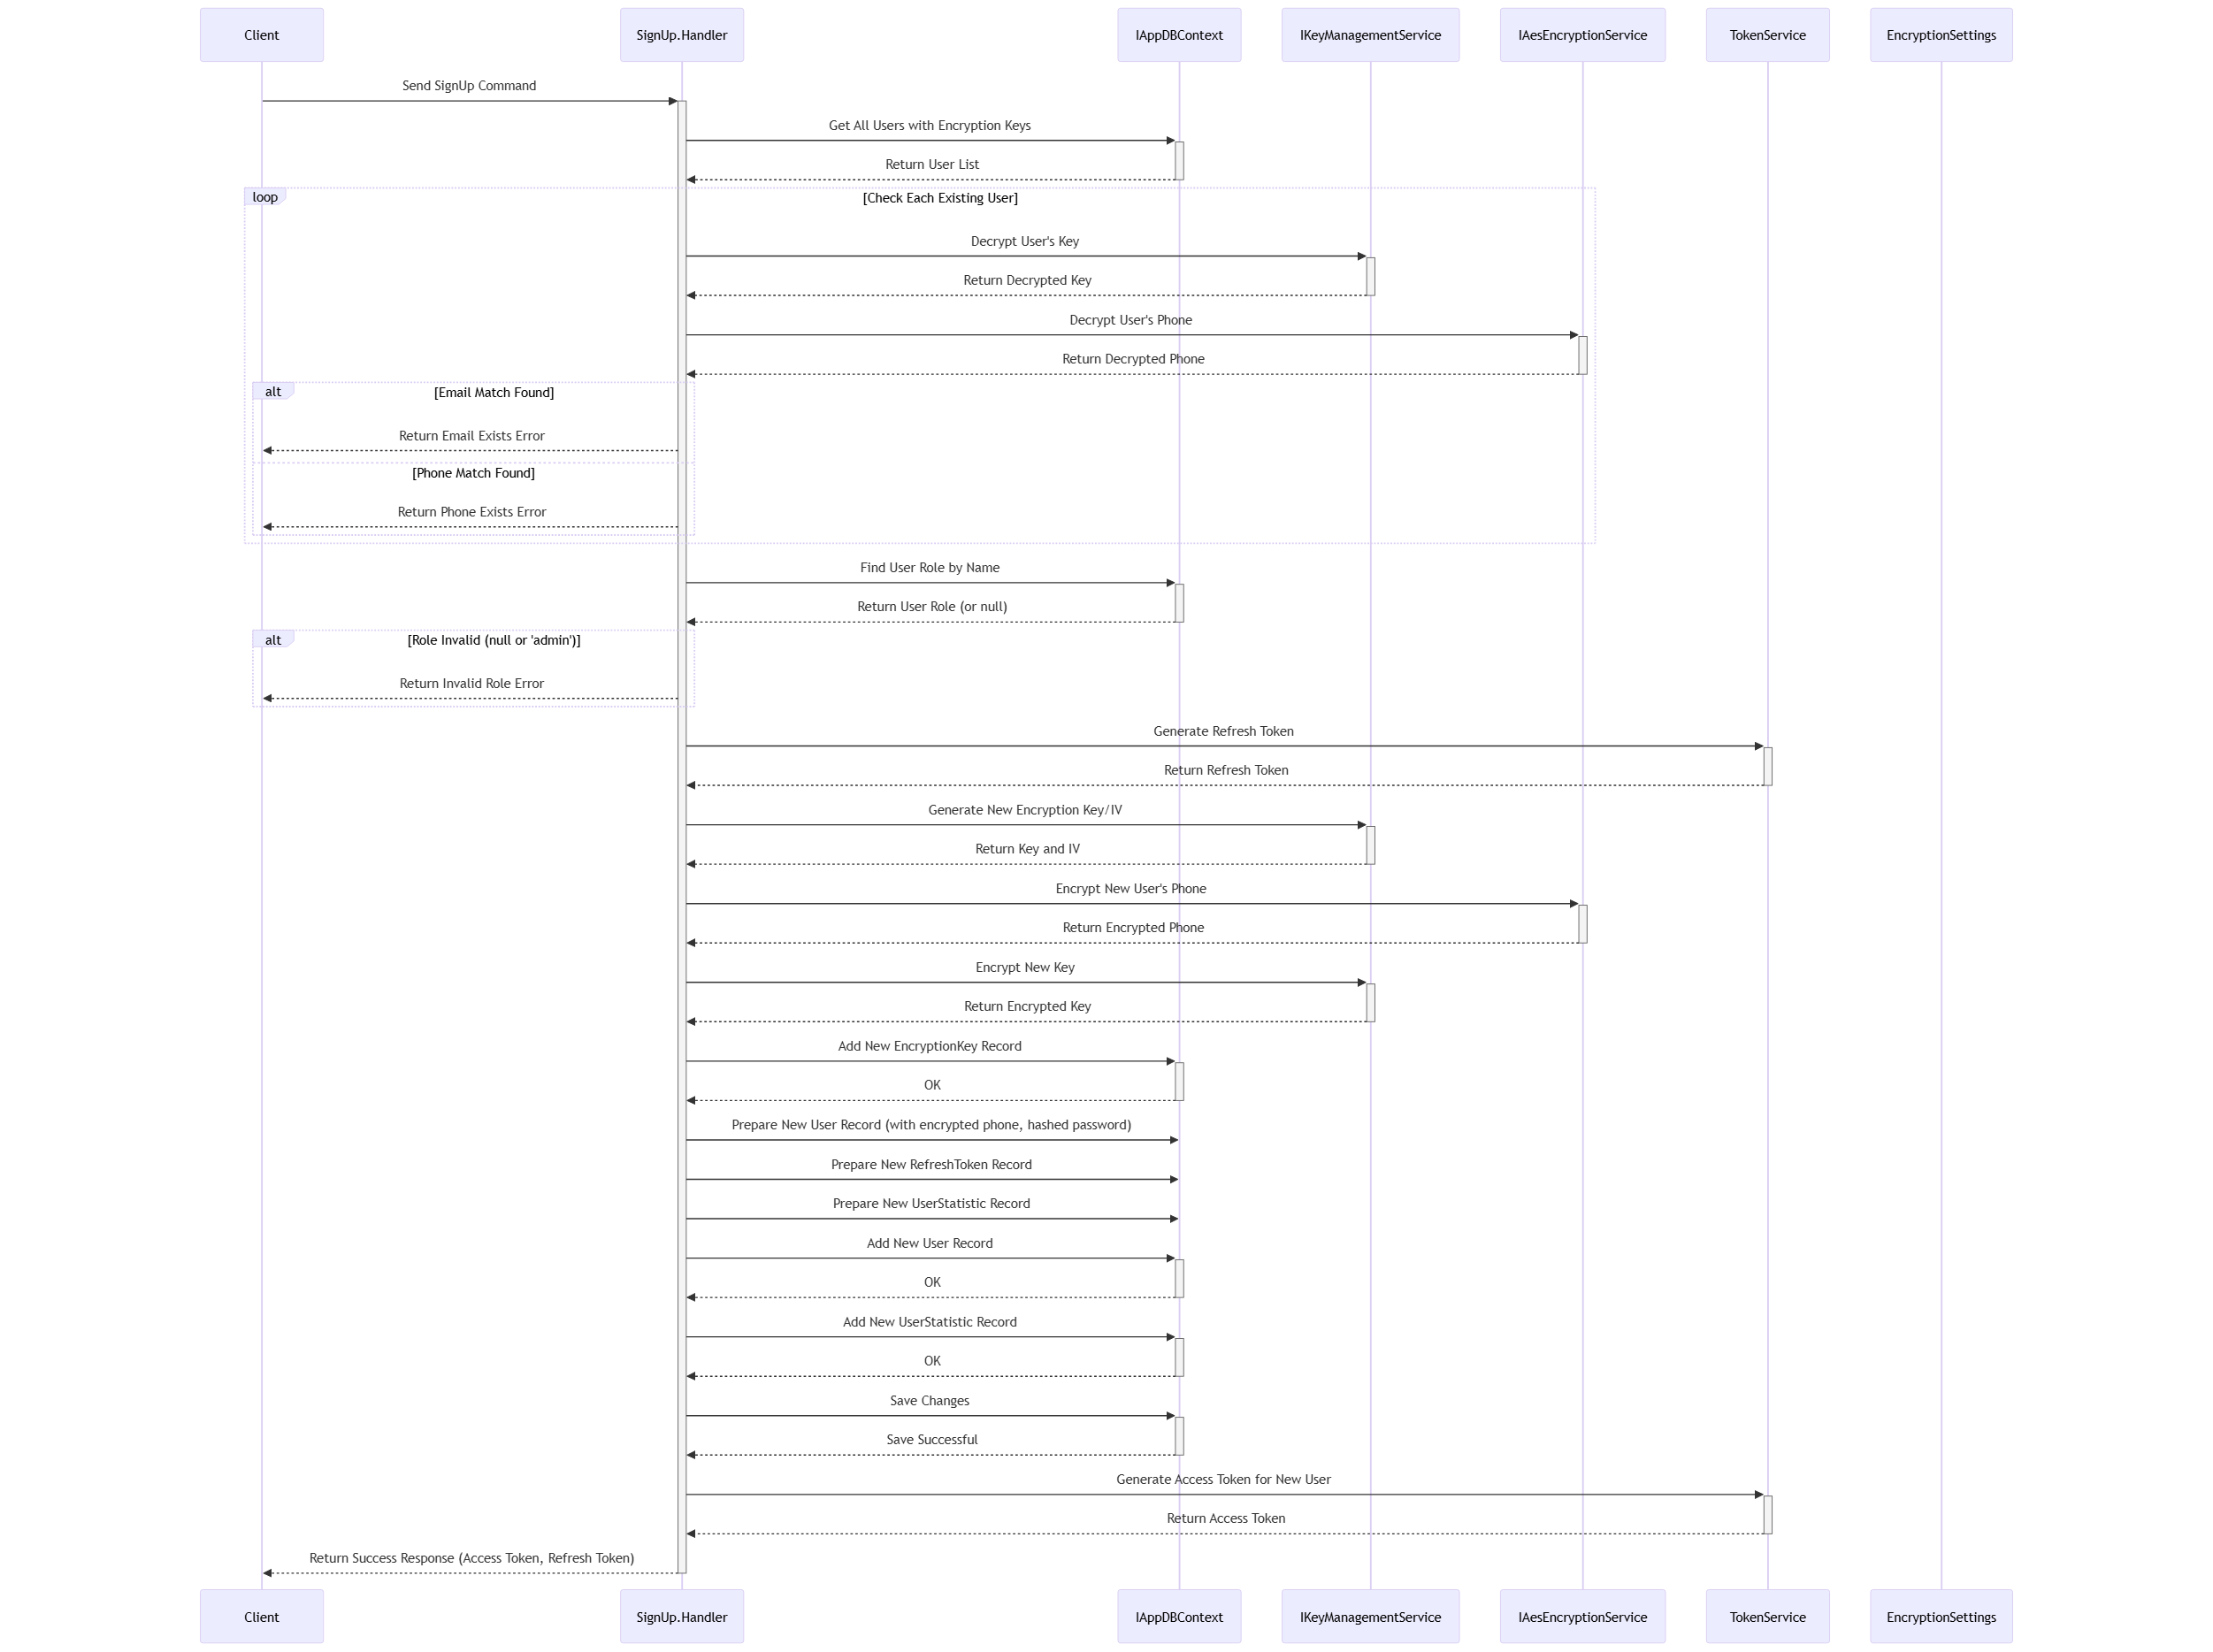 Client
SignUp.Handler
IAppDBContext
IKeyManagementService
IAesEncryptionService
TokenService
EncryptionSettings
Send SignUp Command
Get All Users with Encryption Keys
Return User List
loop
[Check Each Existing User]
Decrypt User's Key
Return Decrypted Key
Decrypt User's Phone
Return Decrypted Phone
alt
[Email Match Found]
Return Email Exists Error
[Phone Match Found]
Return Phone Exists Error
Find User Role by Name
Return User Role (or null)
alt
[Role Invalid (null or 'admin')]
Return Invalid Role Error
Generate Refresh Token
Return Refresh Token
Generate New Encryption Key/IV
Return Key and IV
Encrypt New User's Phone
Return Encrypted Phone
Encrypt New Key
Return Encrypted Key
Add New EncryptionKey Record
OK
Prepare New User Record (with encrypted phone, hashed password)
Prepare New RefreshToken Record
Prepare New UserStatistic Record
Add New User Record
OK
Add New UserStatistic Record
OK
Save Changes
Save Successful
Generate Access Token for New User
Return Access Token
Return Success Response (Access Token, Refresh Token)
Client
SignUp.Handler
IAppDBContext
IKeyManagementService
IAesEncryptionService
TokenService
EncryptionSettings